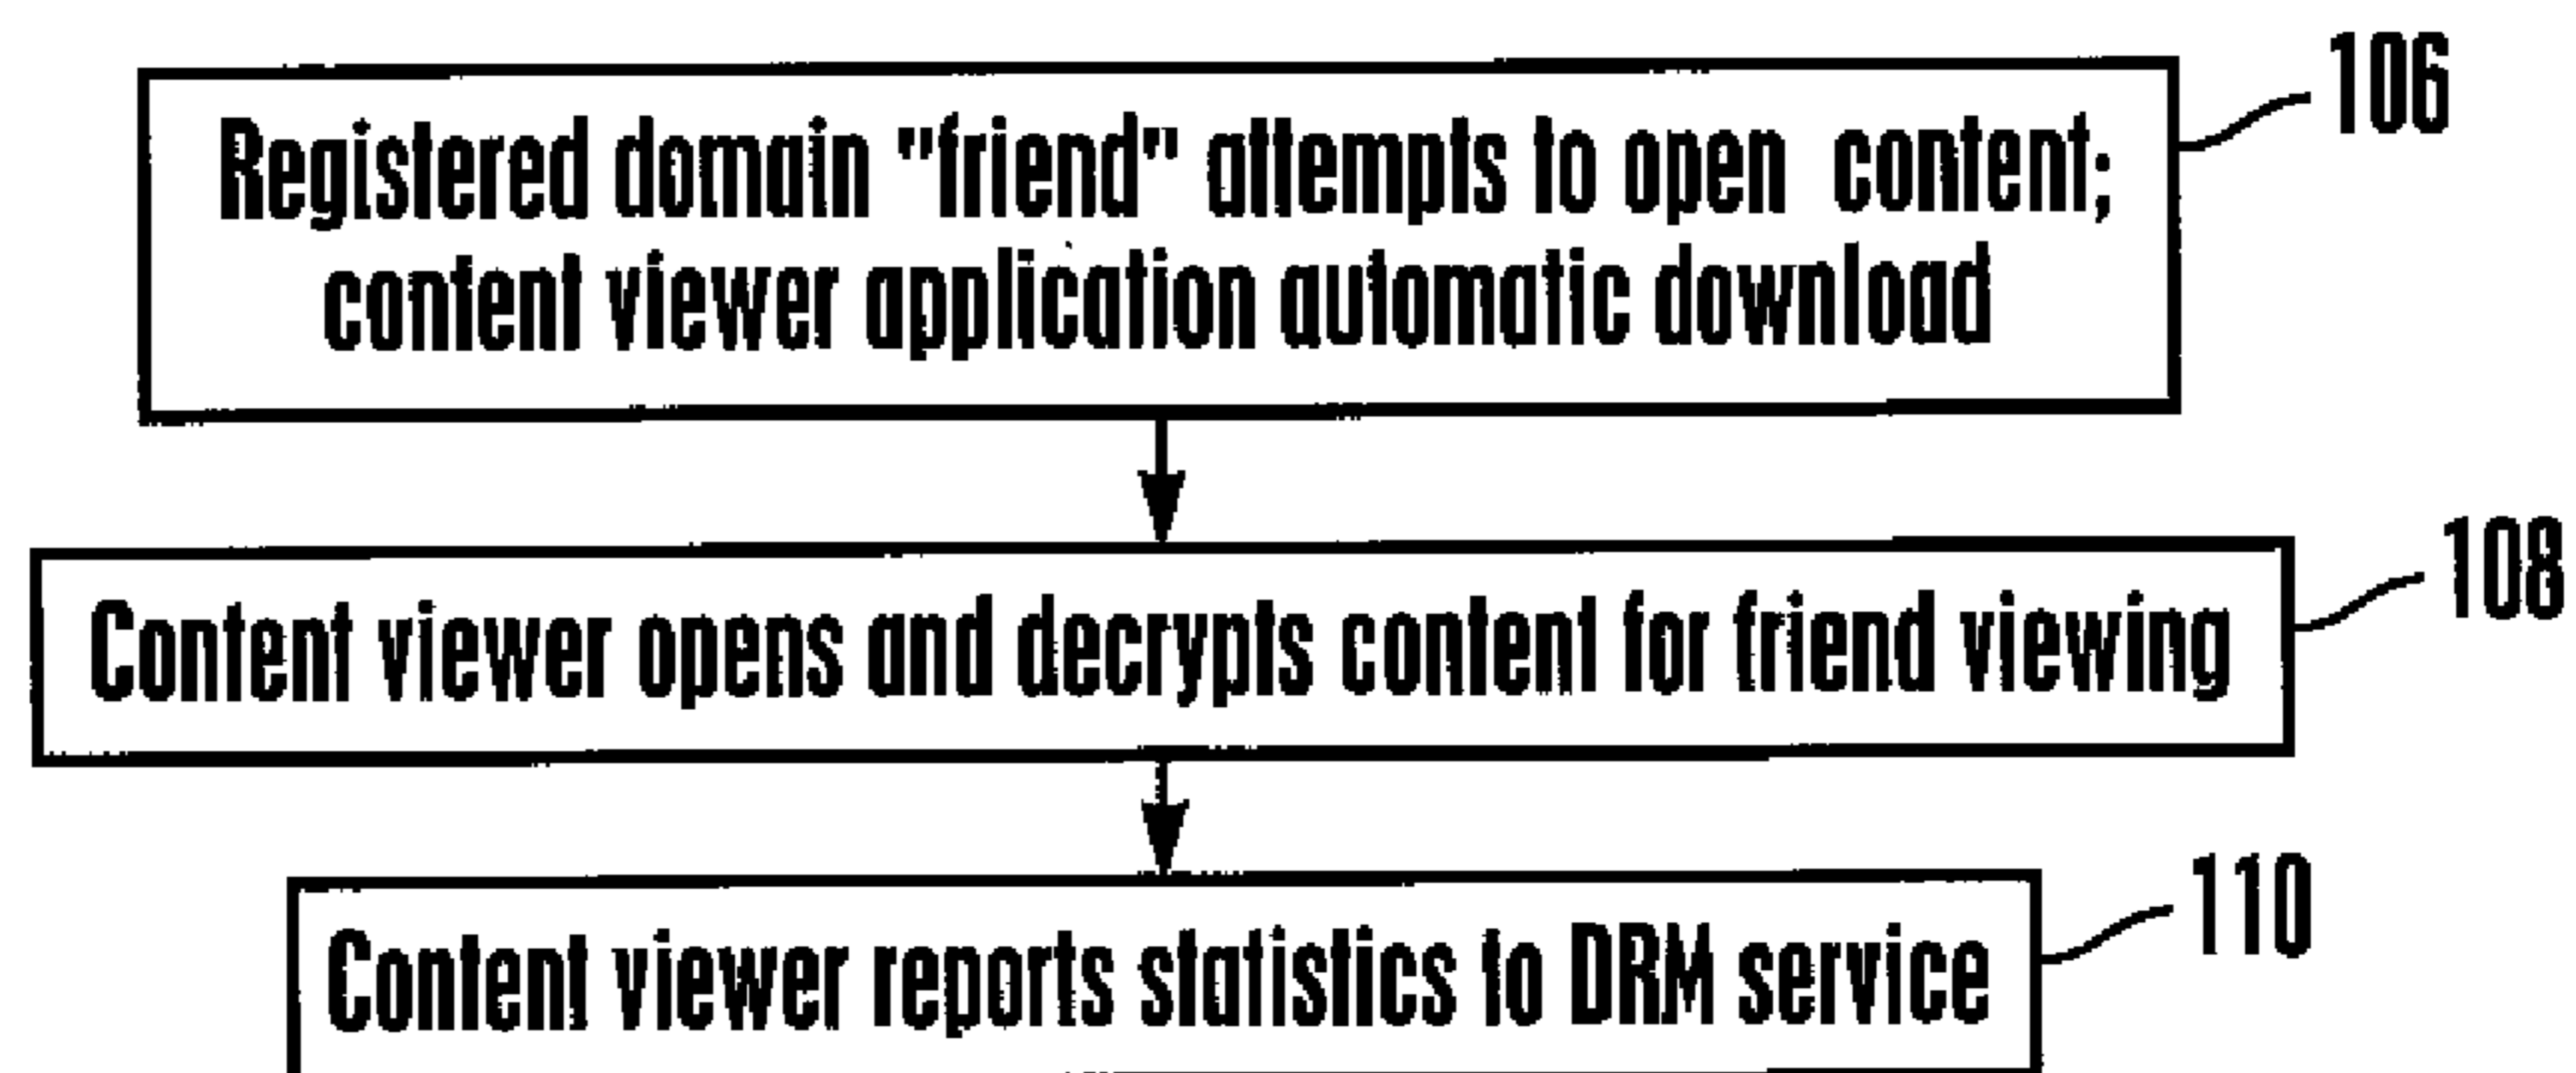 106
Registered domain "friend" attempts to open content;
content viewer application automatic download
108
Content viewer opens and decrypts content for friend viewing
110
Content viewer reports statistics to DRM service